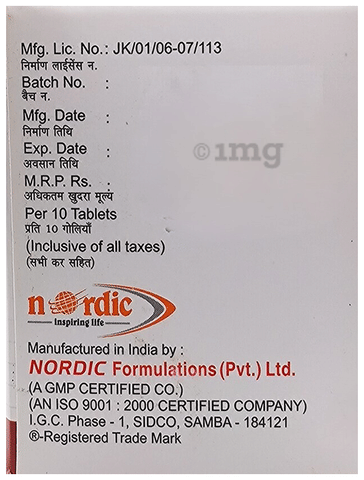 Mfg. Lic. No.: JK/01/06-07/113
निर्माण लाईसेंस न.
Batch No. :
बैच न.
Mfg. Date :
निर्माण तिथि
Exp. Date :
अवसान तिथि
©1mg
M.R.P. Rs. :
अधिकतम खुदरा मूल्य
Per 10 Tablets
प्रति 10 गोलियाँ
(Inclusive of all taxes)
(सभी कर सहित)
nordic
inspiring life
Manufactured in India by :
NORDIC Formulations (Pvt.) Ltd.
(A GMP CERTIFIED CO.)
(AN ISO 9001 : 2000 CERTIFIED COMPANY)
I.G.C. Phase - 1, SIDCO, SAMBA - 184121
®-Registered Trade Mark